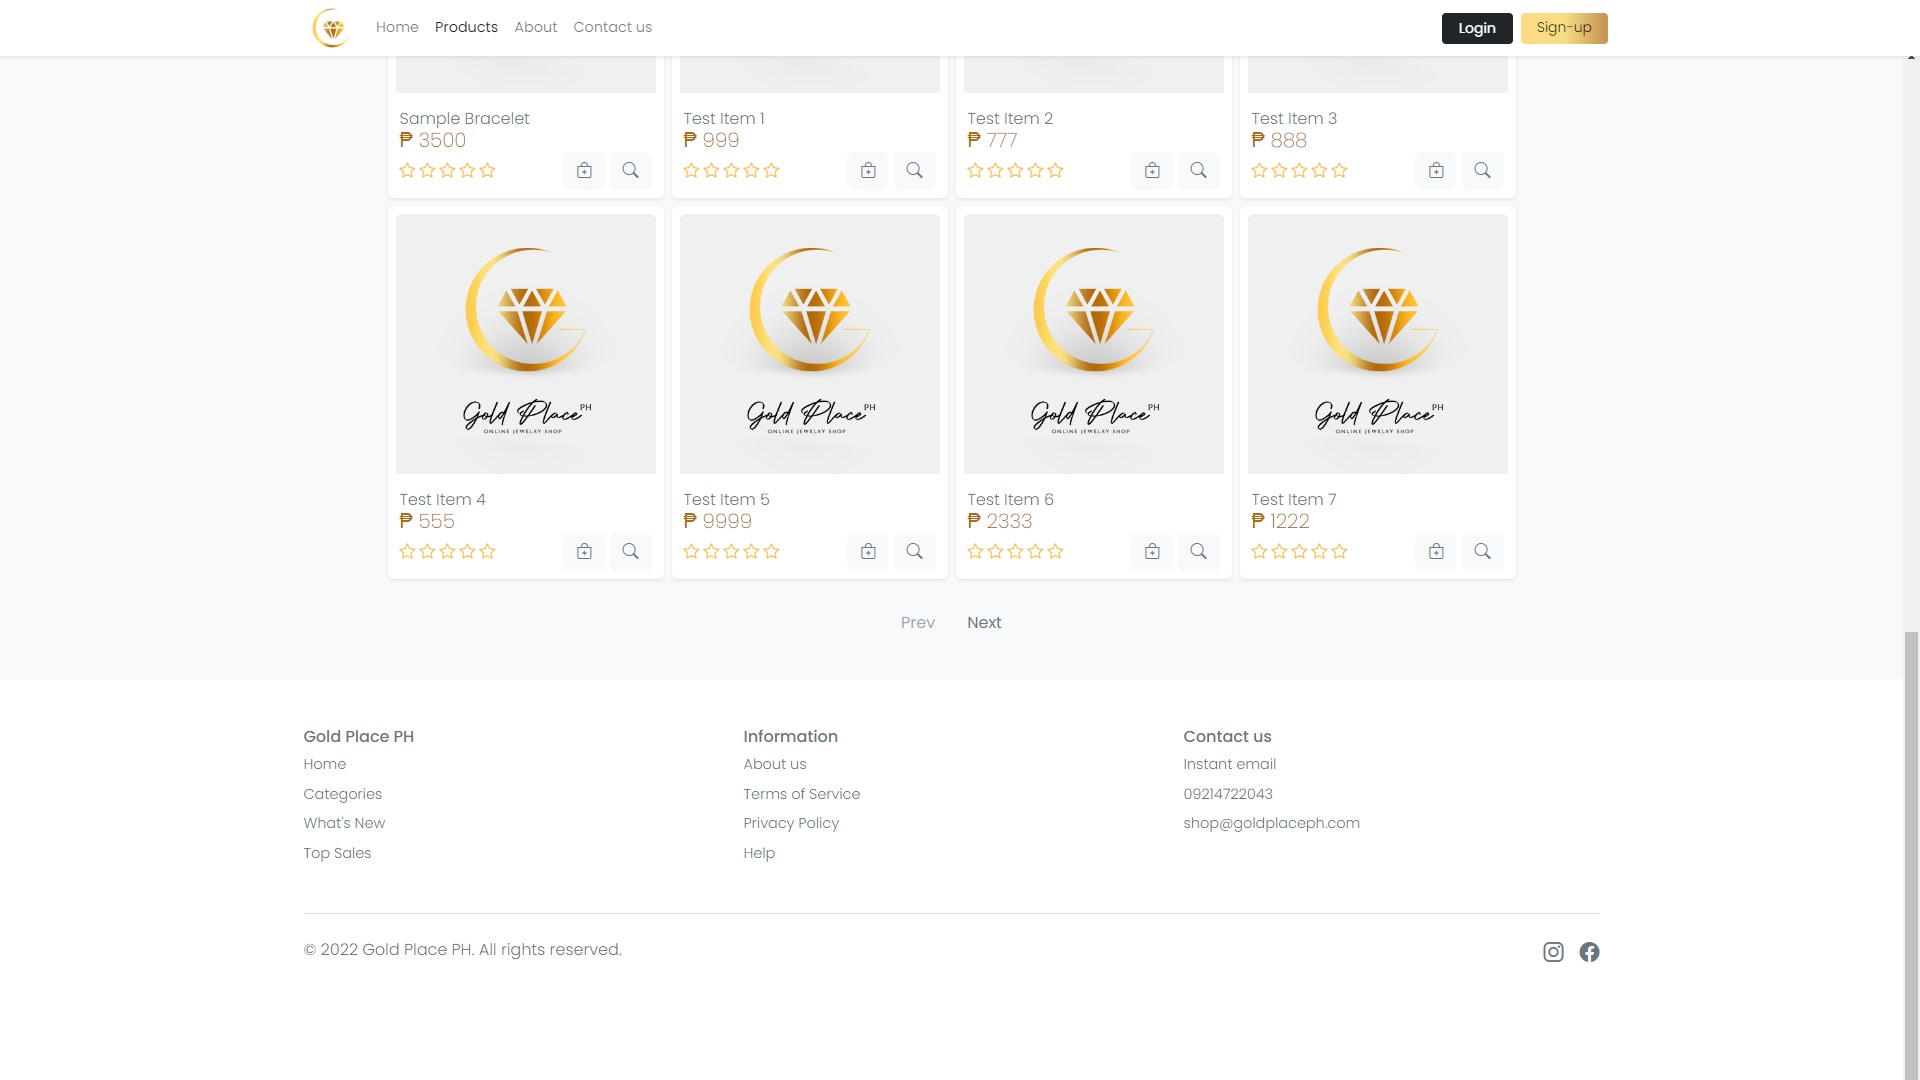 Home Products About Contact us Login Sign-up
Sample Bracelet Test Item 1 Test Item 2 Test Item 3
₱ 3500 ₱ 999 ₱ 777 ₱ 888
Gold Place PH Gold Place PH Gold Place PH Gold Place PH
ONLINE JEWELRY SHOP ONLINE JEWELRY SHOP ONLINE JEWELRY SHOP ONLINE JEWELRY SHOP
Test Item 4 Test Item 5 Test Item 6 Test Item 7
₱ 555 ₱ 9999 ₱ 2333 ₱ 1222
Prev Next
Gold Place PH Information Contact us
Home About us Instant email
Categories Terms of Service 09214722043
What's New Privacy Policy shop@goldplaceph.com
Top Sales Help
© 2022 Gold Place PH. All rights reserved.